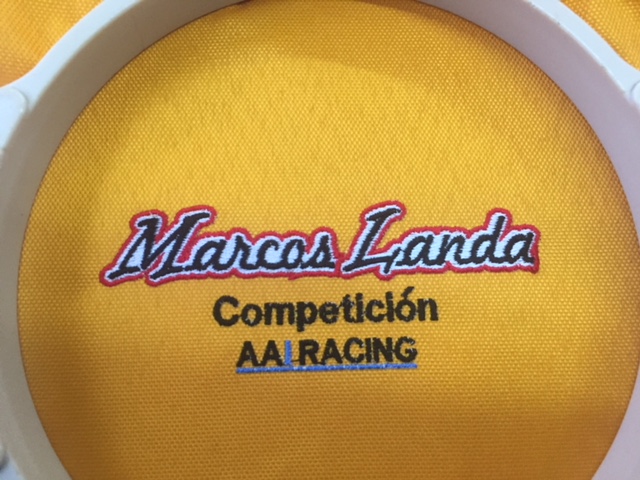 Marcos Landa
Competición
AA|RACING